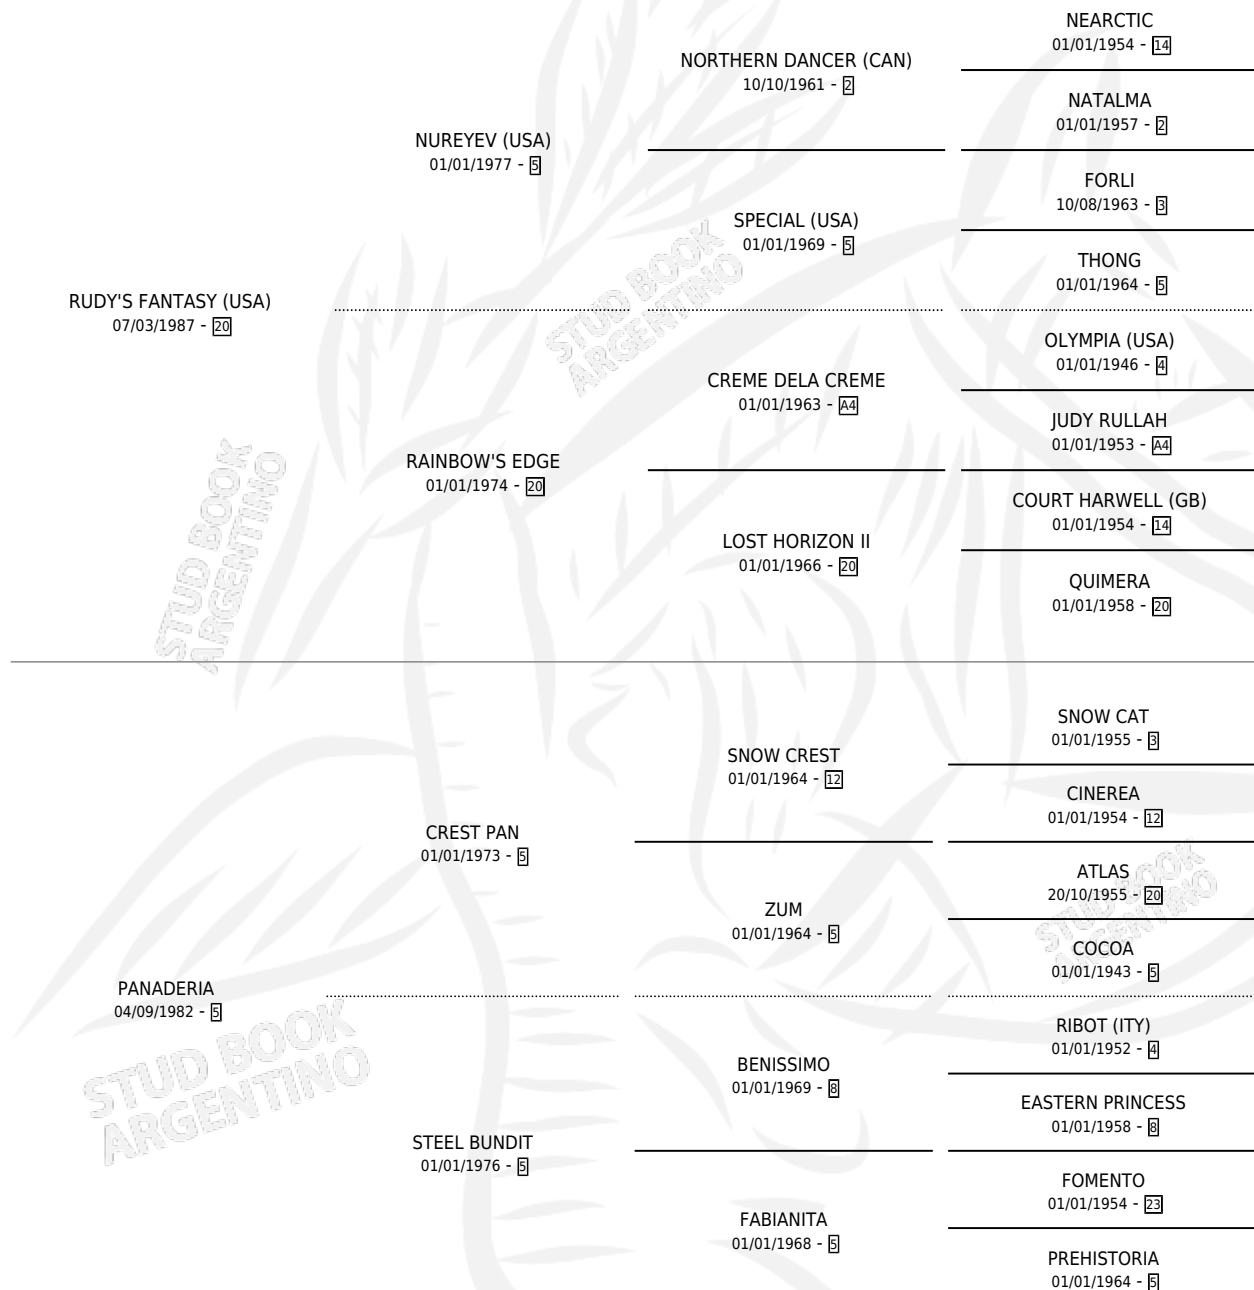 NEARCTIC
01/01/1954 - 14
NORTHERN DANCER (CAN)
10/10/1961 - 2
NATALMA
01/01/1957 - 2
NUREYEV (USA)
01/01/1977 - 5
FORLI
10/08/1963 - 3
SPECIAL (USA)
01/01/1969 - 5
THONG
01/01/1964 - 5
RUDY'S FANTASY (USA)
07/03/1987 - 20
OLYMPIA (USA)
01/01/1946 - 4
CREME DELA CREME
01/01/1963 - A4
JUDY RULLAH
01/01/1953 - A4
RAINBOW'S EDGE
01/01/1974 - 20
COURT HARWELL (GB)
01/01/1954 - 14
LOST HORIZON II
01/01/1966 - 20
QUIMERA
01/01/1958 - 20
STUD BOOK
ARGENTINO
STUD BOOK
ARGENTINO
SNOW CAT
01/01/1955 - 3
SNOW CREST
01/01/1964 - 12
CINEREA
01/01/1954 - 12
CREST PAN
01/01/1973 - 5
ATLAS
20/10/1955 - 20
ZUM
01/01/1964 - 5
COCOA
01/01/1943 - 5
PANADERIA
04/09/1982 - 5
RIBOT (ITY)
01/01/1952 - 4
BENISSIMO
01/01/1969 - 8
EASTERN PRINCESS
01/01/1958 - 8
STEEL BUNDIT
01/01/1976 - 5
FOMENTO
01/01/1954 - 23
FABIANITA
01/01/1968 - 5
PREHISTORIA
01/01/1964 - 5
STUD BOOK
ARGENTINO
STUD BOOK
ARGENTINO